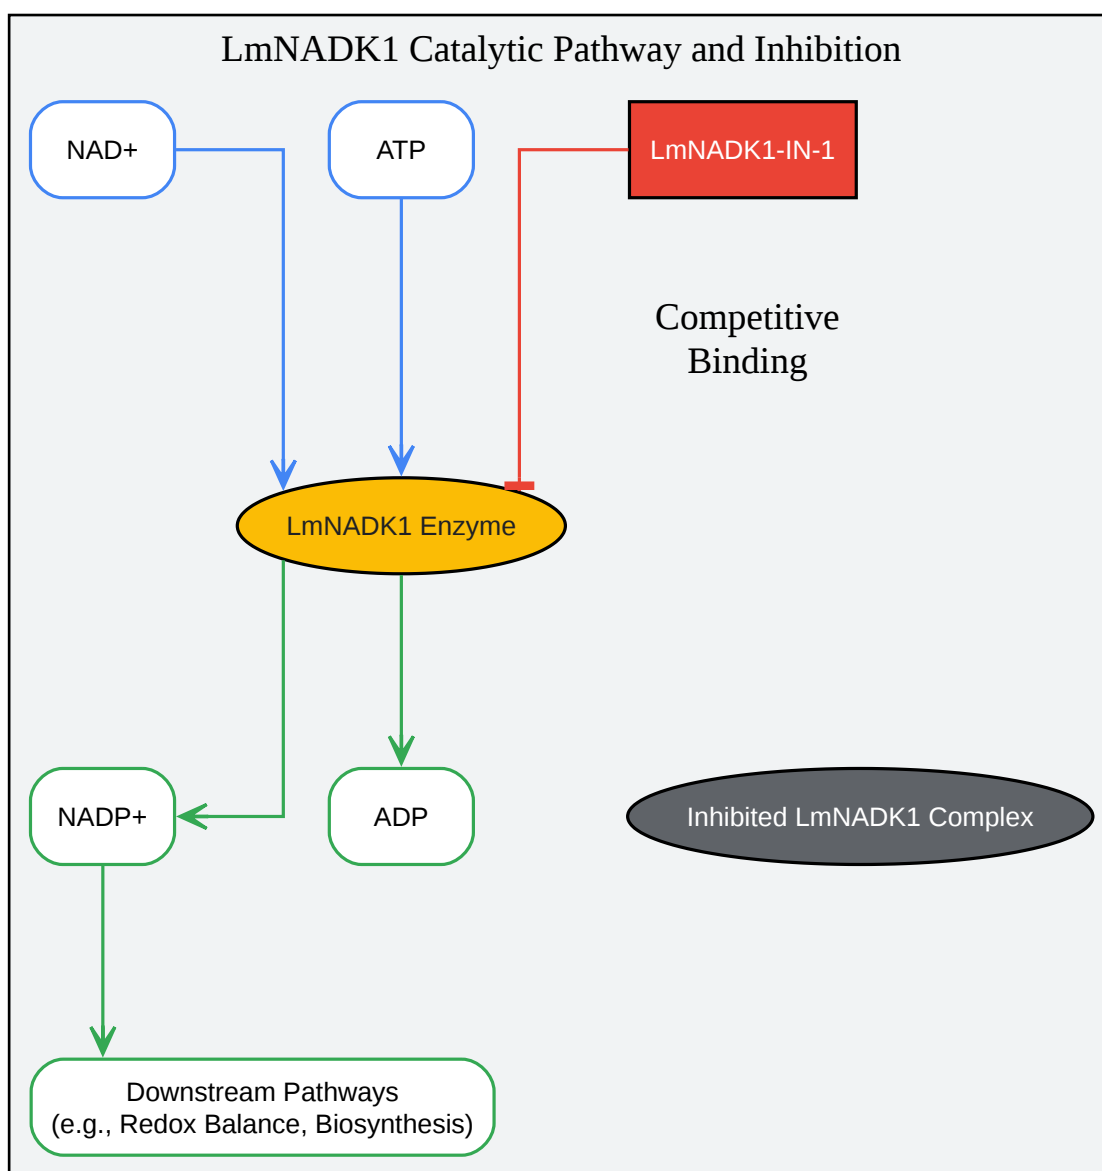 LmNADK1 Catalytic Pathway and Inhibition
NAD+
ATP
LmNADK1-IN-1
Competitive
Binding
LmNADK1 Enzyme
NADP+
ADP
Inhibited LmNADK1 Complex
Downstream Pathways
(e.g., Redox Balance, Biosynthesis)